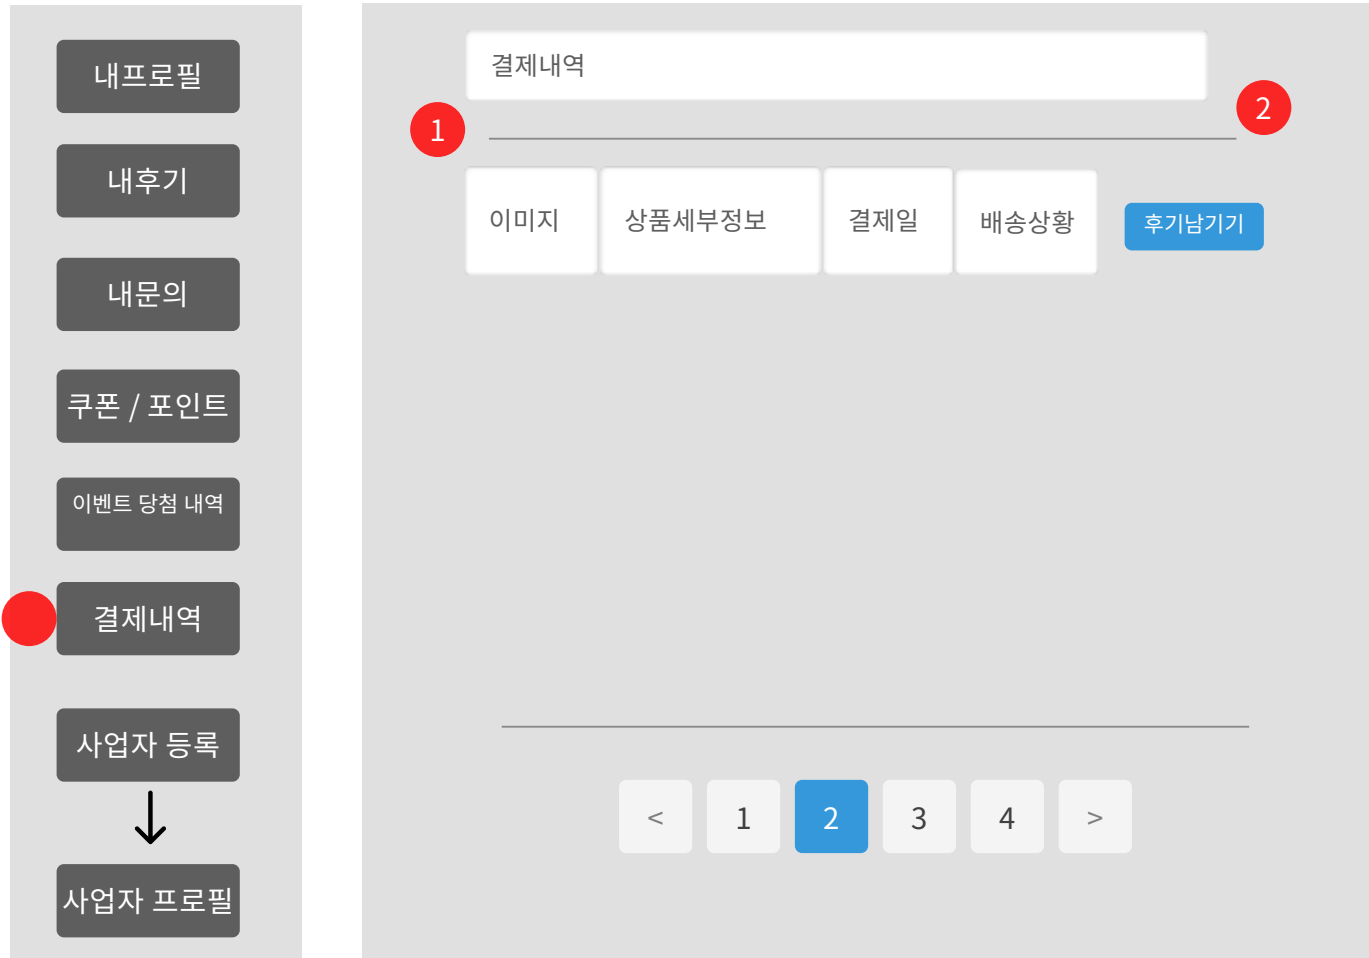 내프로필
내후기
내문의
쿠폰 / 포인트
이벤트 당첨 내역
결제내역
사업자 등록
사업자 프로필
결제내역
1
2
이미지
상품세부정보
결제일
배송상황
후기남기기
< 1 2 3 4 >